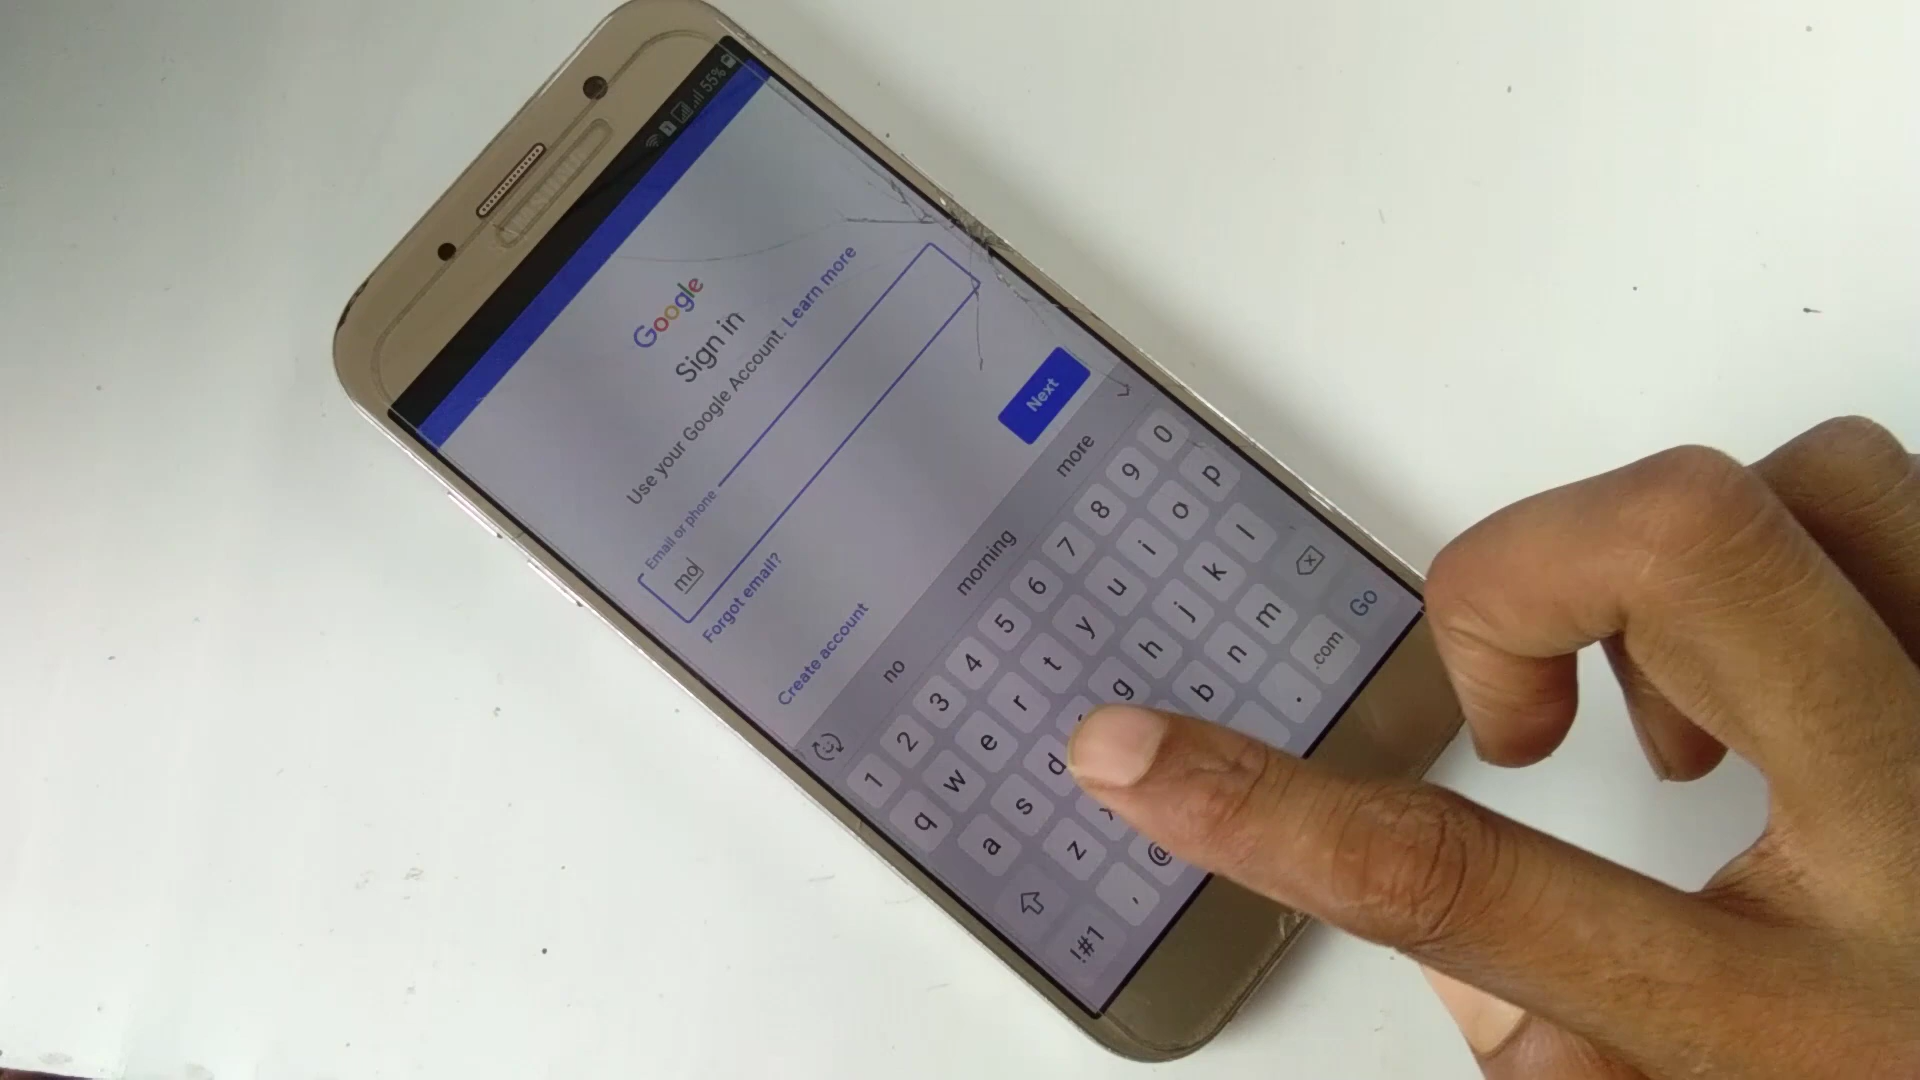 55%
SAMSUNG
Google
Sign in
Use your Google Account. Learn more
Email or phone
mo
Forgot email?
Create account
Next
no morning more
1 2 3 4 5 6 7 8 9 0
q w e r t y u i o p
a s d g h j k l
z b n m
!#1 , @ . .com Go